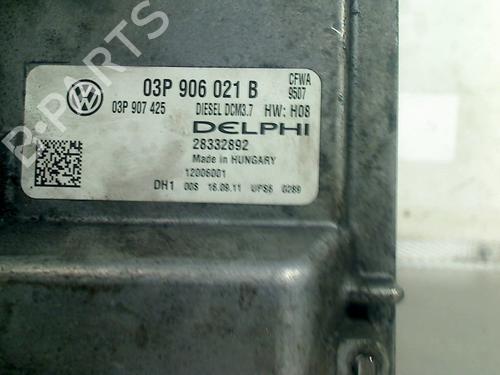 B-PARTS
03P 906 021 B
CFWA
9507
03P 907 425 DIESEL DCM3.7 HW: H08
DELPHI
28332892
Made in HUNGARY
12006001
DH1 00S 16.09.11 UPS5 0289